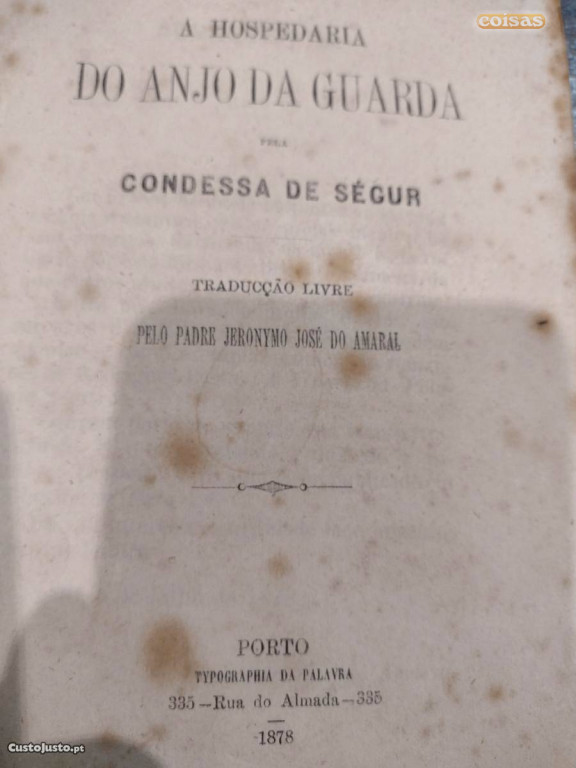 coisas
A HOSPEDARIA
DO ANJO DA GUARDA
PELA
CONDESSA DE SÉGUR
TRADUCÇÃO LIVRE
PELO PADRE JERONYMO JOSÉ DO AMARAL
PORTO
TYPOGRAPHIA DA PALAVRA
335—Rua do Almada—335
1878
CustoJusto.pt